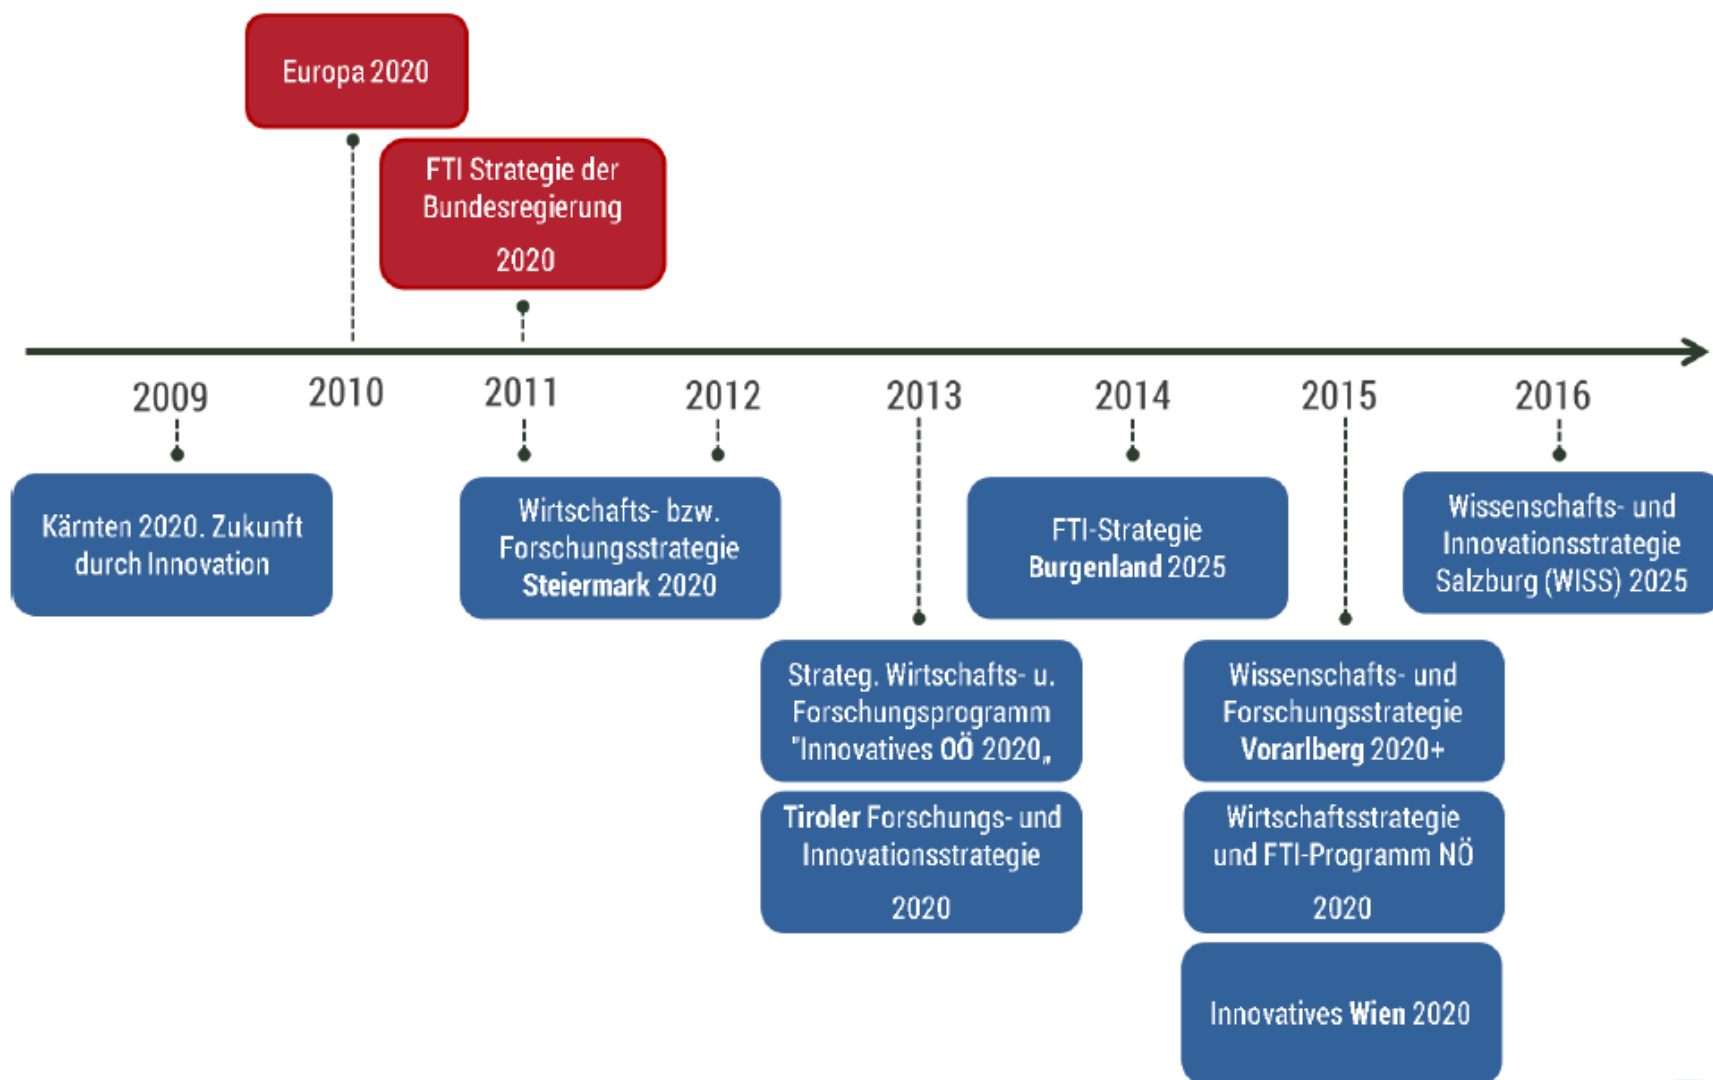 Europa 2020
FTI Strategie der
Bundesregierung
2020
2009
2010
2011
2012
2013
2014
2015
2016
Kärnten 2020. Zukunft
durch Innovation
Wirtschafts- bzw.
Forschungsstrategie
Steiermark 2020
FTI-Strategie
Burgenland 2025
Wissenschafts- und
Innovationsstrategie
Salzburg (WISS) 2025
Strateg. Wirtschafts- u.
Forschungsprogramm
"Innovatives OÖ 2020„
Wissenschafts- und
Forschungsstrategie
Vorarlberg 2020+
Tiroler Forschungs- und
Innovationsstrategie
2020
Wirtschaftsstrategie
und FTI-Programm NÖ
2020
Innovatives Wien 2020